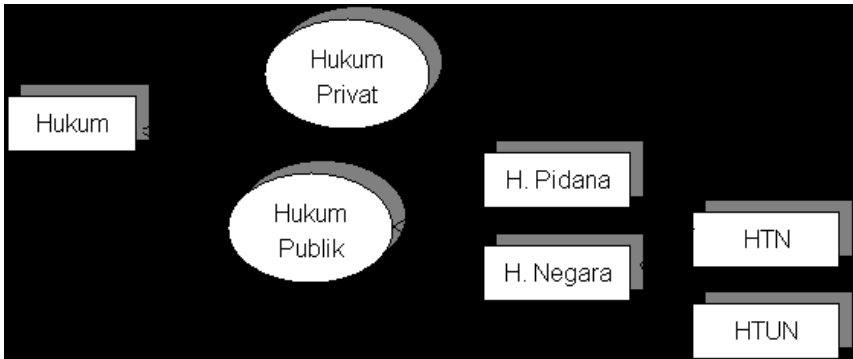 Hukum
Hukum
Privat
Hukum
Publik
H. Pidana
H. Negara
HTN
HTUN